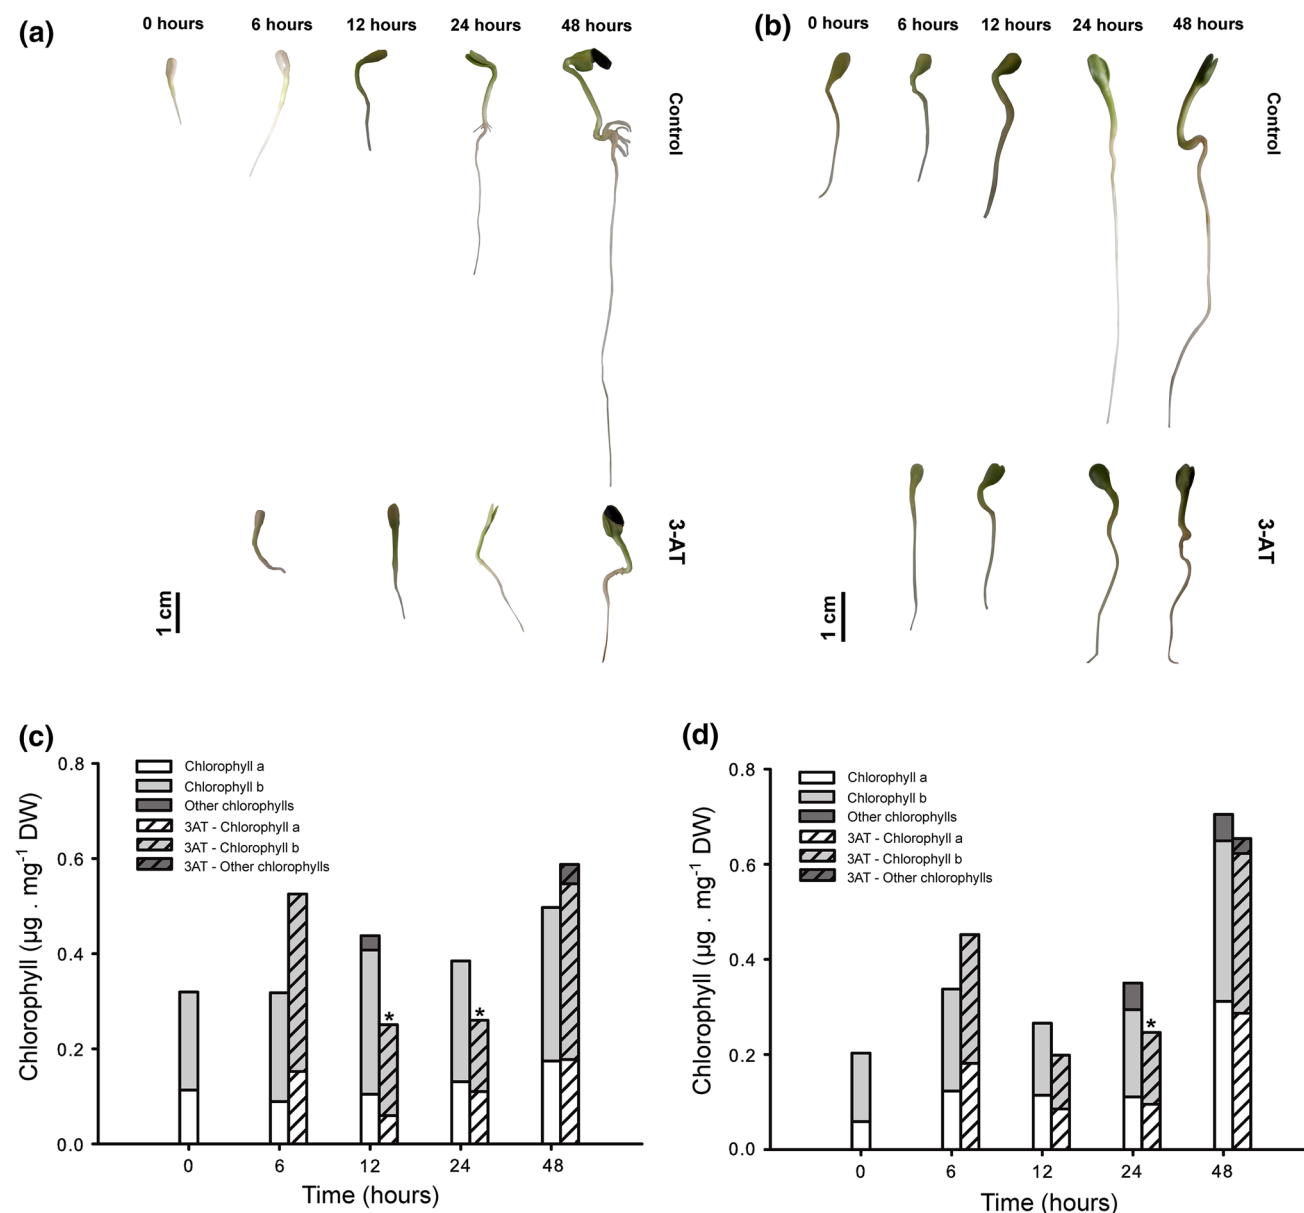 (a)
0 hours 6 hours 12 hours 24 hours 48 hours
Control
3-AT
1 cm
(b)
0 hours 6 hours 12 hours 24 hours 48 hours
Control
3-AT
1 cm
(c)
Chlorophyll (µg . mg⁻¹ DW)
0.8
0.6
0.4
0.2
0.0
Chlorophyll a
Chlorophyll b
Other chlorophylls
3AT - Chlorophyll a
3AT - Chlorophyll b
3AT - Other chlorophylls
* *
0 6 12 24 48
Time (hours)
(d)
Chlorophyll (µg . mg⁻¹ DW)
0.8
0.6
0.4
0.2
0.0
Chlorophyll a
Chlorophyll b
Other chlorophylls
3AT - Chlorophyll a
3AT - Chlorophyll b
3AT - Other chlorophylls
*
0 6 12 24 48
Time (hours)